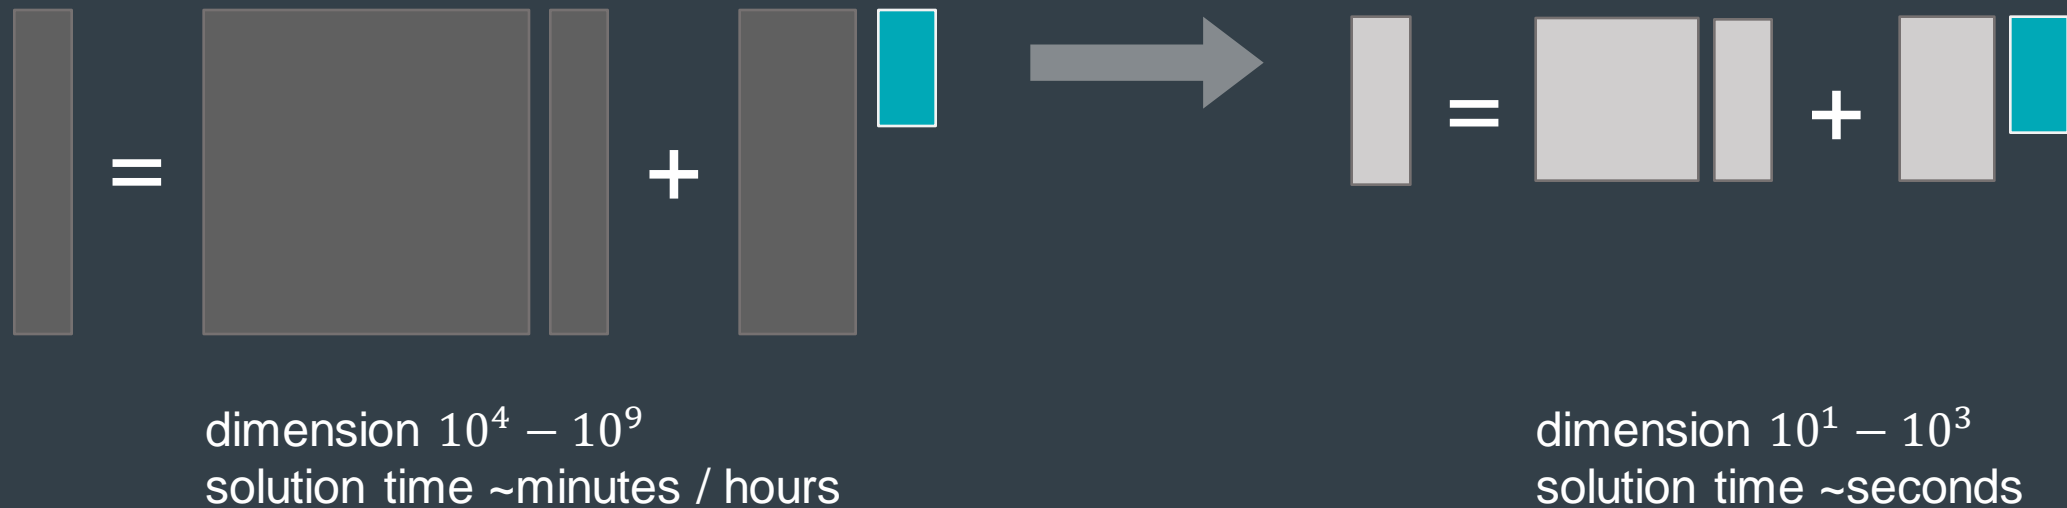 = + = +
dimension 10⁴ − 10⁹
solution time ~minutes / hours
dimension 10¹ − 10³
solution time ~seconds